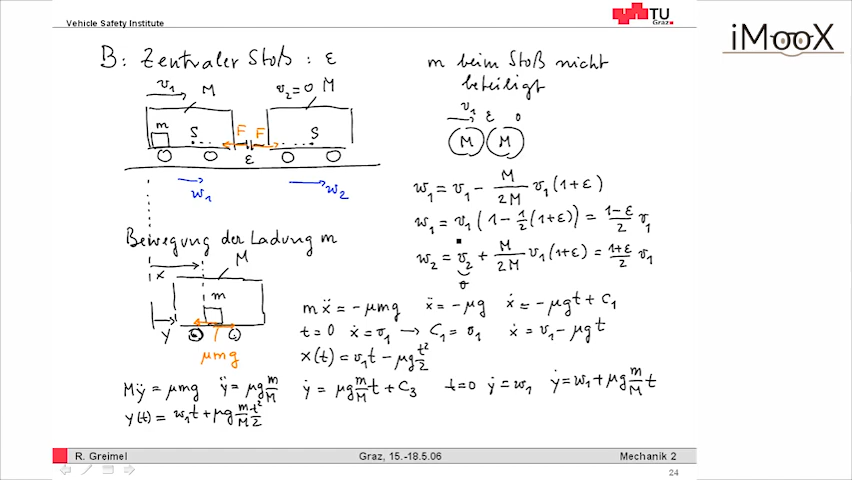 Vehicle Safety Institute
TU
Graz
iMooX
B: Zentraler Stoß: ε
m beim Stoß nicht
beteiligt
v₁ M v₂=0 M
m S F F S
ε
w₁ w₂
v₁ ε 0
M M
w₁ = v₁ - M/2M v₁(1+ε)
w₁ = v₁(1 - 1/2(1+ε)) = (1-ε)/2 v₁
w₂ = v₂ + M/2M v₁(1+ε) = (1+ε)/2 v₁
0
Bewegung der Ladung m
x M
m
y
μmg
mẍ = -μmg ẍ = -μg ẋ = -μgt + C₁
t=0 ẋ = v₁ → C₁ = v₁ ẋ = v₁ - μgt
x(t) = v₁t - μg t²/2
Mÿ = μmg ÿ = μg m/M ẏ = μg m/M t + C₃ t=0 ẏ = w₁ ẏ = w₁ + μg m/M t
y(t) = w₁t + μg m/M t²/2
R. Greimel Graz, 15.-18.5.06 Mechanik 2
24